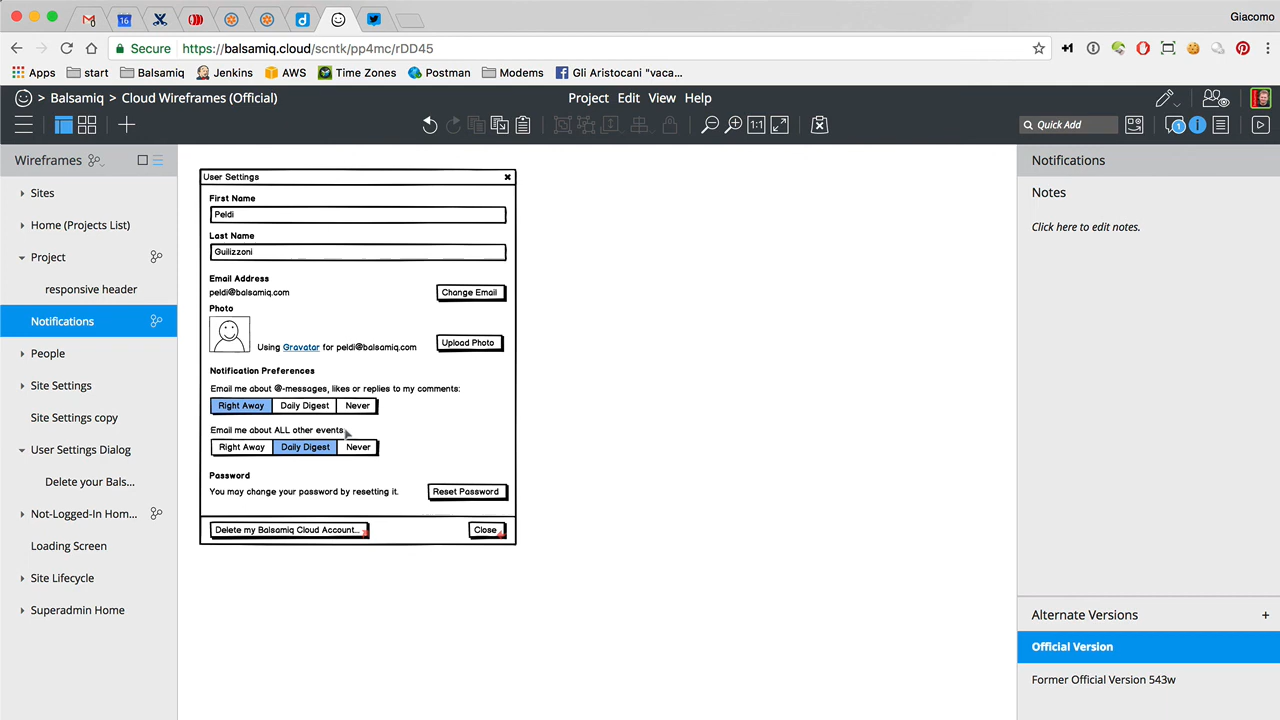 Giacomo
16
d
Secure https://balsamiq.cloud/scntk/pp4mc/rDD45
+1
Apps start Balsamiq Jenkins AWS Time Zones Postman Modems Gli Aristocani "vaca...
Balsamiq > Cloud Wireframes (Official)
Project Edit View Help
1:1
Quick Add
1
Wireframes
Sites
Home (Projects List)
Project
responsive header
Notifications
People
Site Settings
Site Settings copy
User Settings Dialog
Delete your Bals...
Not-Logged-In Hom...
Loading Screen
Site Lifecycle
Superadmin Home
User Settings
First Name
Peldi
Last Name
Guilizzoni
Email Address
peldi@balsamiq.com
Change Email
Photo
Using Gravatar for peldi@balsamiq.com
Upload Photo
Notification Preferences
Email me about @-messages, likes or replies to my comments:
Right Away Daily Digest Never
Email me about ALL other events
Right Away Daily Digest Never
Password
You may change your password by resetting it.
Reset Password
Delete my Balsamiq Cloud Account...
Close
Notifications
Notes
Click here to edit notes.
Alternate Versions +
Official Version
Former Official Version 543w